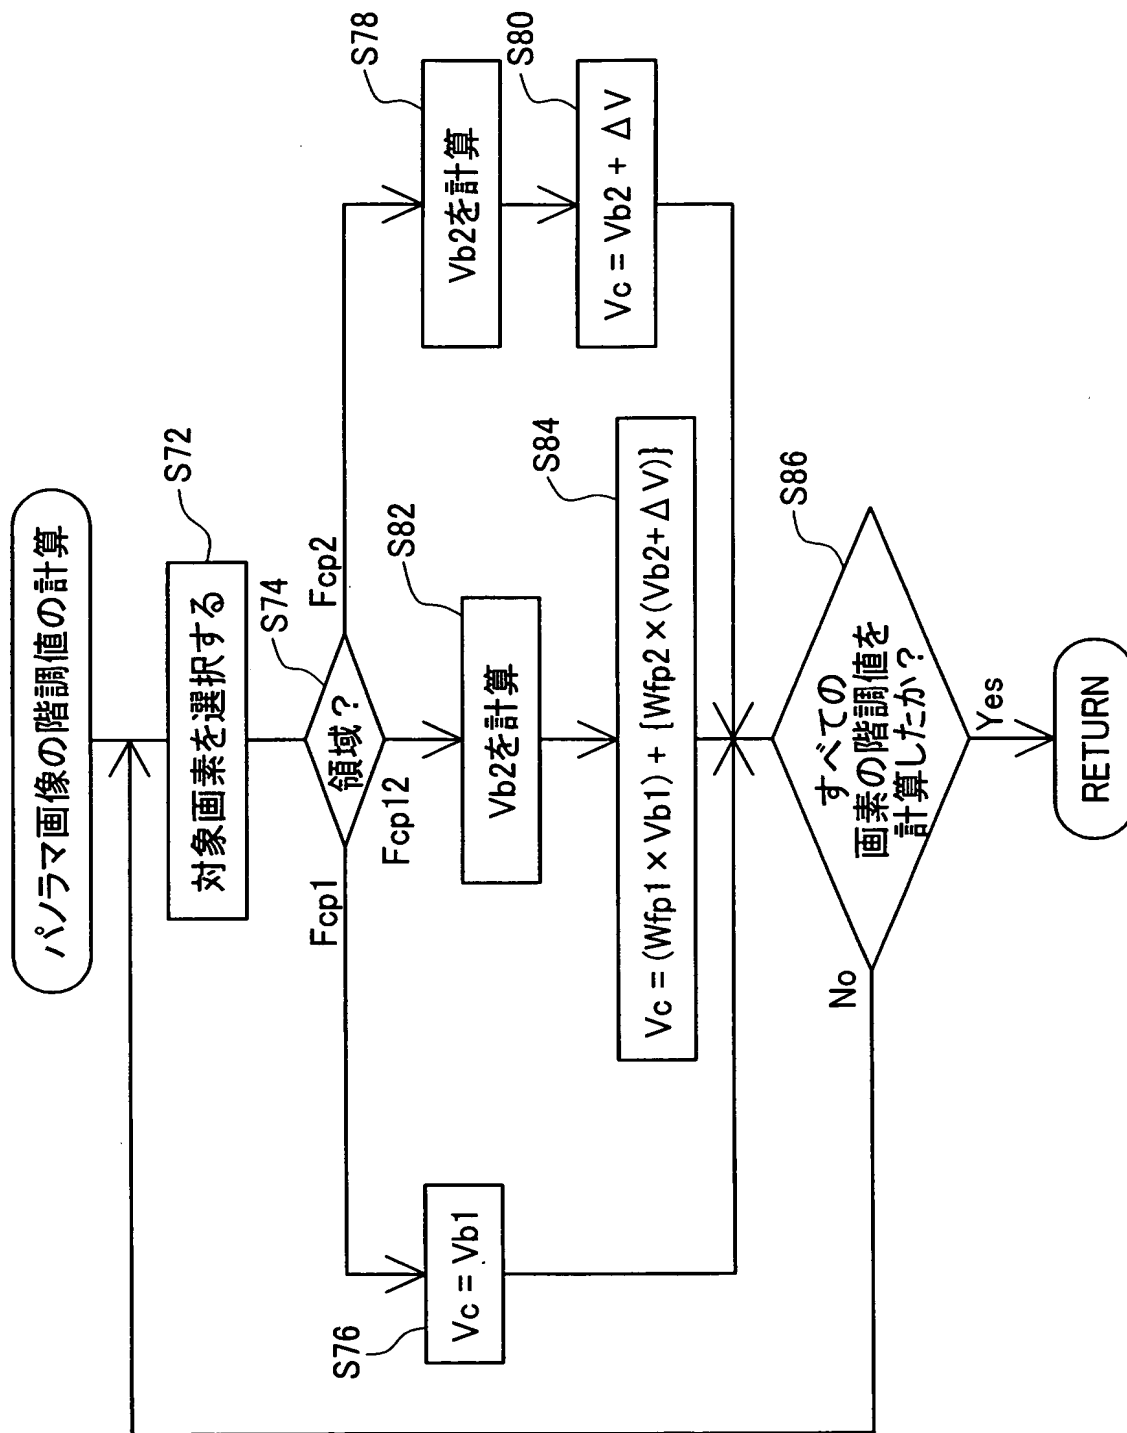 パノラマ画像の階調値の計算
S72
対象画素を選択する
S74
領域？
Fcp1
Fcp12
Fcp2
S76
Vc = Vb1
S82
Vb2を計算
S84
Vc = (Wfp1 × Vb1) + {Wfp2 × (Vb2 + ΔV)}
S78
Vb2を計算
S80
Vc = Vb2 + ΔV
S86
すべての
画素の階調値を
計算したか？
No
Yes
RETURN